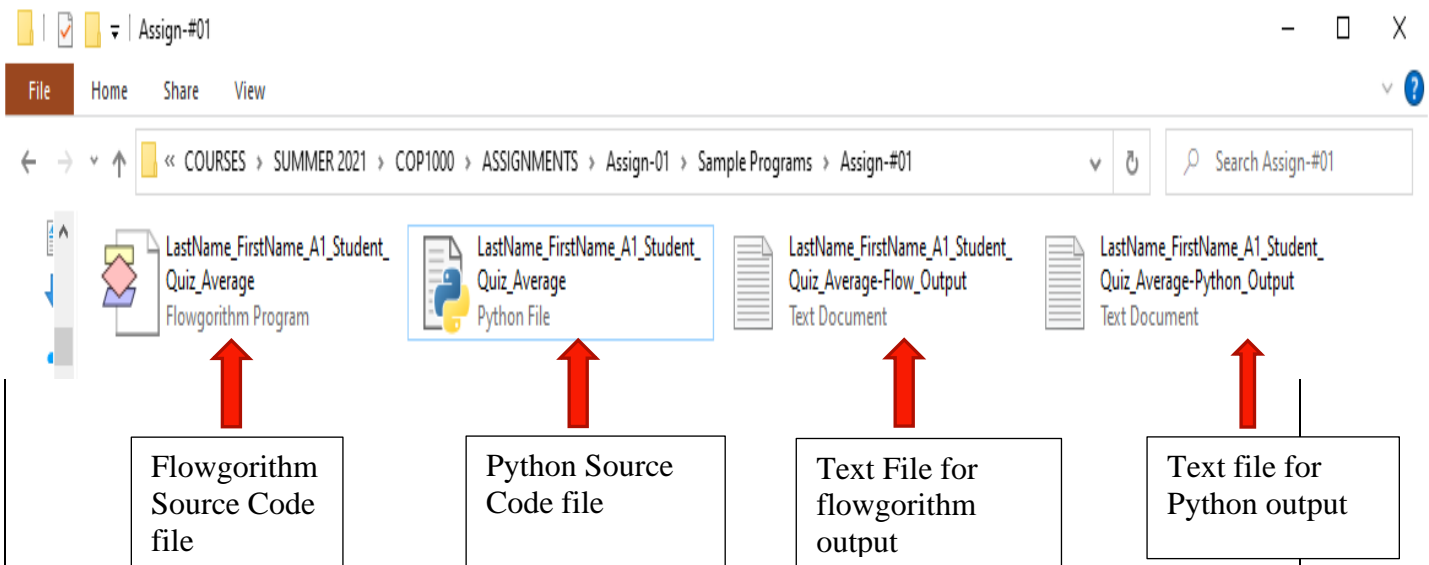 Assign-#01
File Home Share View
« COURSES > SUMMER 2021 > COP1000 > ASSIGNMENTS > Assign-01 > Sample Programs > Assign-#01
Search Assign-#01
LastName_FirstName_A1_Student_
Quiz_Average
Flowgorithm Program
LastName_FirstName_A1_Student_
Quiz_Average
Python File
LastName_FirstName_A1_Student_
Quiz_Average-Flow_Output
Text Document
LastName_FirstName_A1_Student_
Quiz_Average-Python_Output
Text Document
Flowgorithm
Source Code
file
Python Source
Code file
Text File for
flowgorithm
output
Text file for
Python output